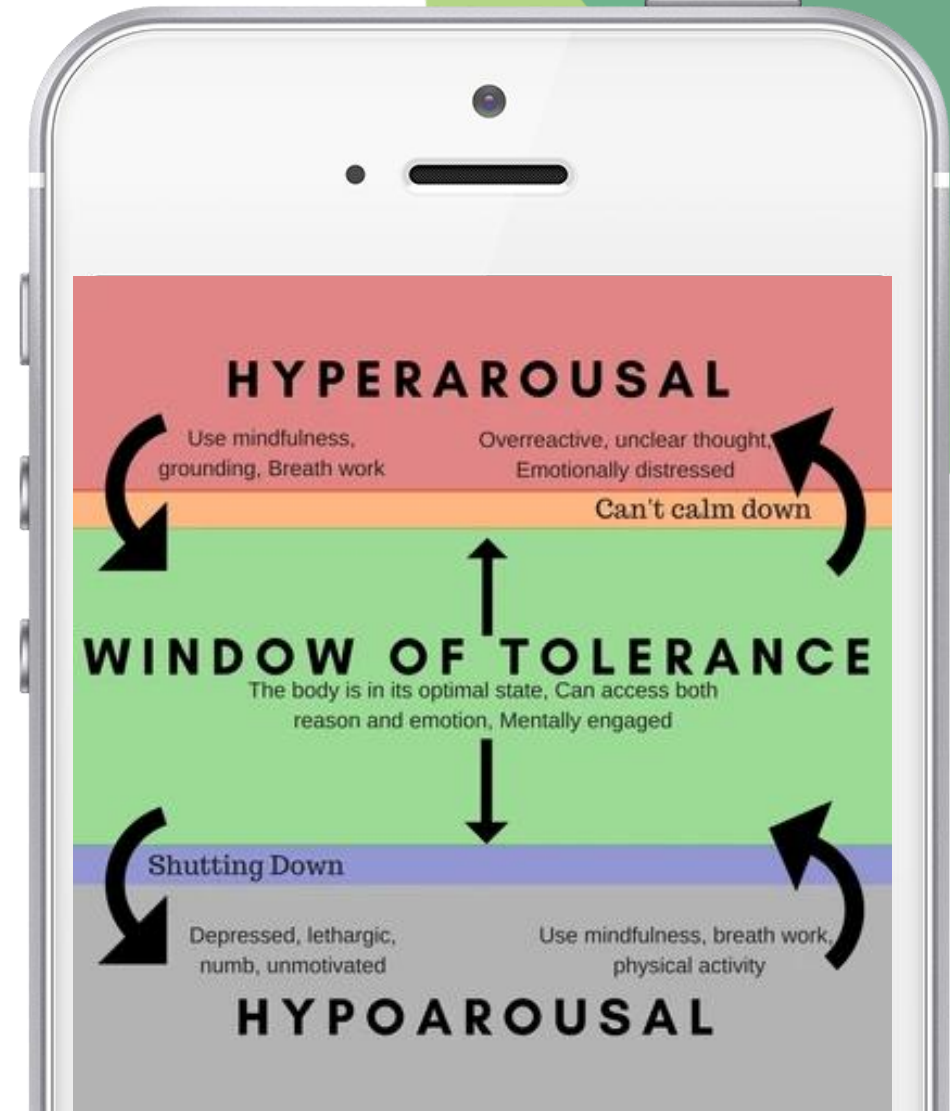 HYPERAROUSAL
Use mindfulness,
grounding, Breath work
Overreactive, unclear thought,
Emotionally distressed
Can't calm down
WINDOW OF TOLERANCE
The body is in its optimal state, Can access both
reason and emotion, Mentally engaged
Shutting Down
Depressed, lethargic,
numb, unmotivated
Use mindfulness, breath work,
physical activity
HYPOAROUSAL